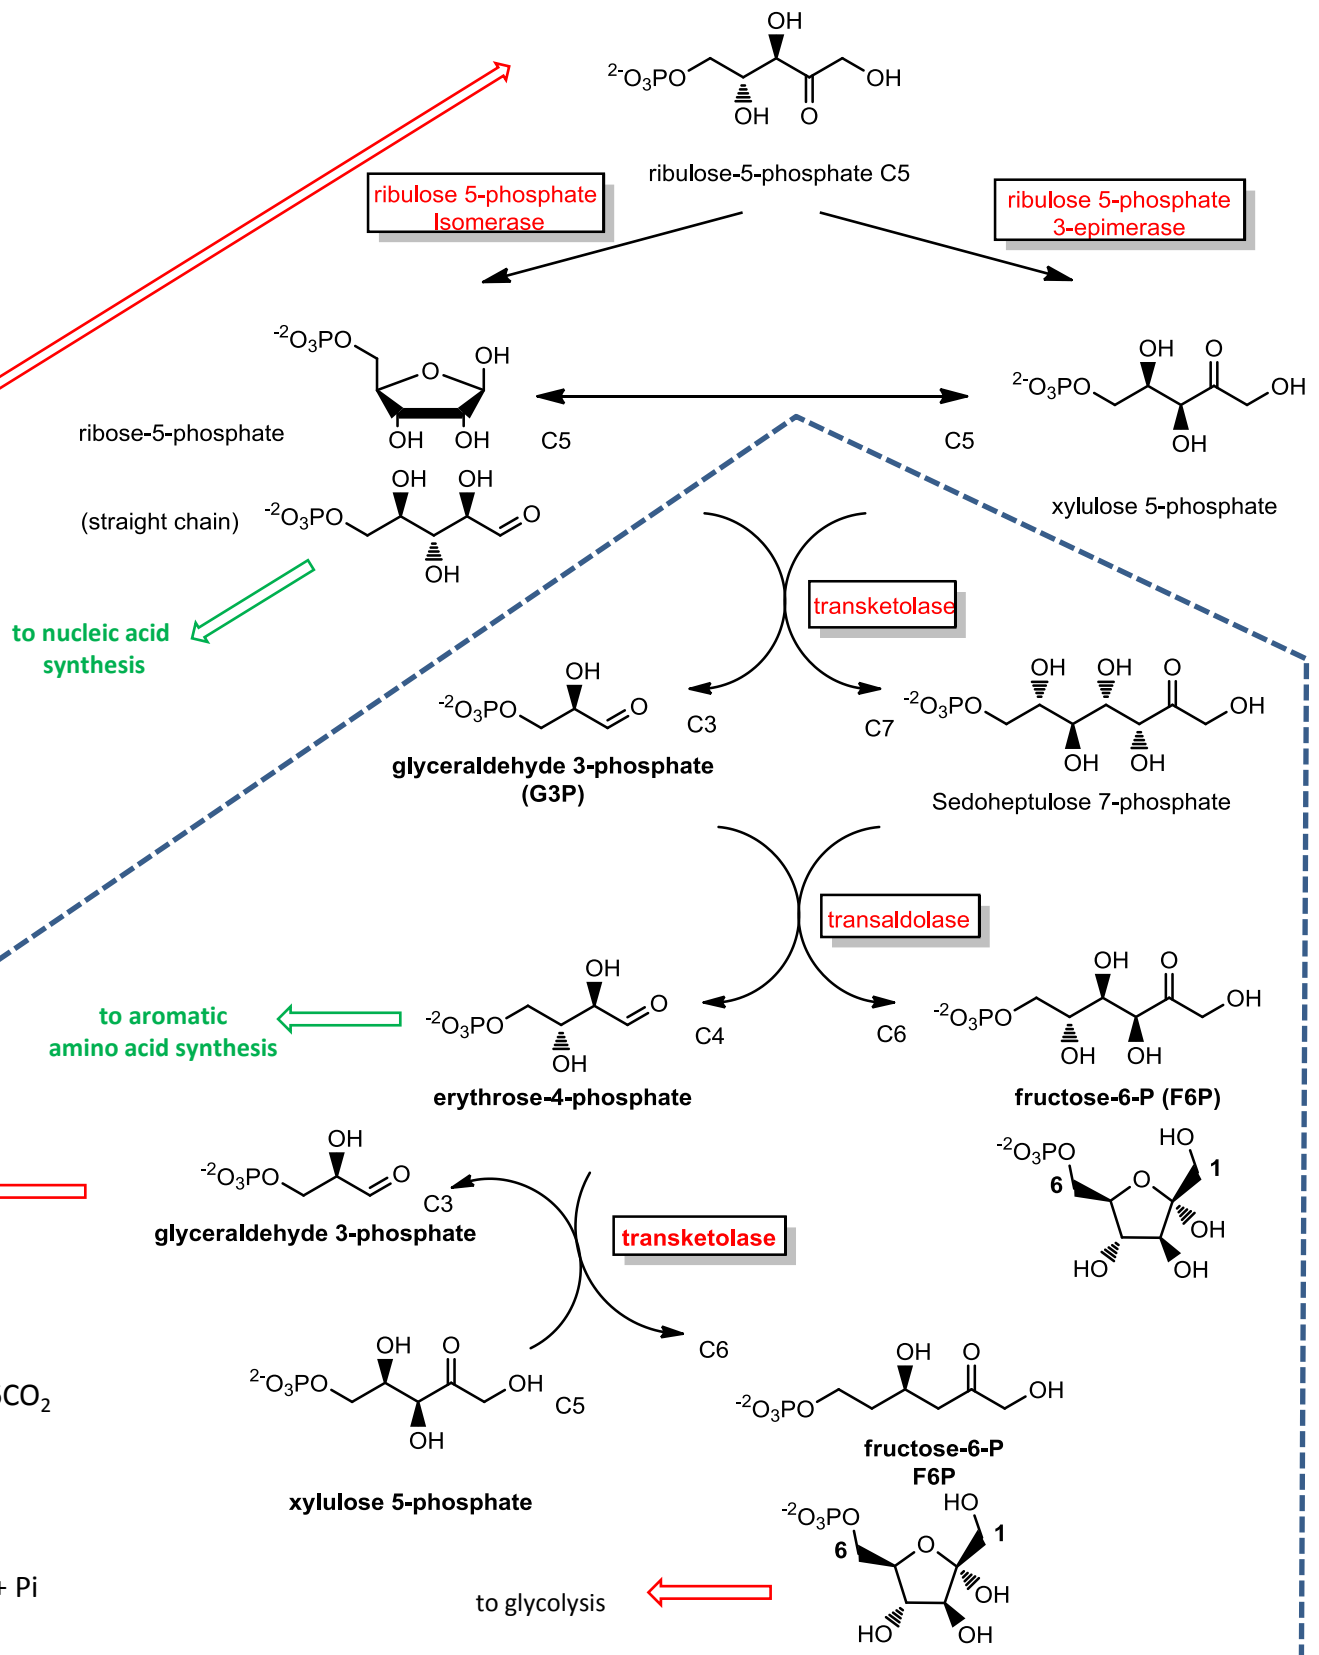 OH
2-O3PO
OH
OH
O
ribulose-5-phosphate C5
ribulose 5-phosphate
Isomerase
ribulose 5-phosphate
3-epimerase
-2O3PO
OH
O
OH
OH
ribose-5-phosphate
C5
OH
O
2-O3PO
OH
OH
C5
xylulose 5-phosphate
OH
OH
-2O3PO
O
OH
(straight chain)
to nucleic acid
synthesis
transketolase
OH
-2O3PO
O
C3
glyceraldehyde 3-phosphate
(G3P)
C7
OH
OH
O
-2O3PO
OH
OH
OH
Sedoheptulose 7-phosphate
transaldolase
to aromatic
amino acid synthesis
OH
-2O3PO
O
OH
C4
erythrose-4-phosphate
C6
OH
O
-2O3PO
OH
OH
OH
fructose-6-P (F6P)
HO
-2O3PO
1
6
O
OH
HO
OH
OH
-2O3PO
O
C3
glyceraldehyde 3-phosphate
transketolase
C6
OH
O
2-O3PO
OH
C5
OH
xylulose 5-phosphate
CO2
OH
O
-2O3PO
OH
fructose-6-P
F6P
HO
-2O3PO
1
6
O
OH
HO
OH
+ Pi
to glycolysis